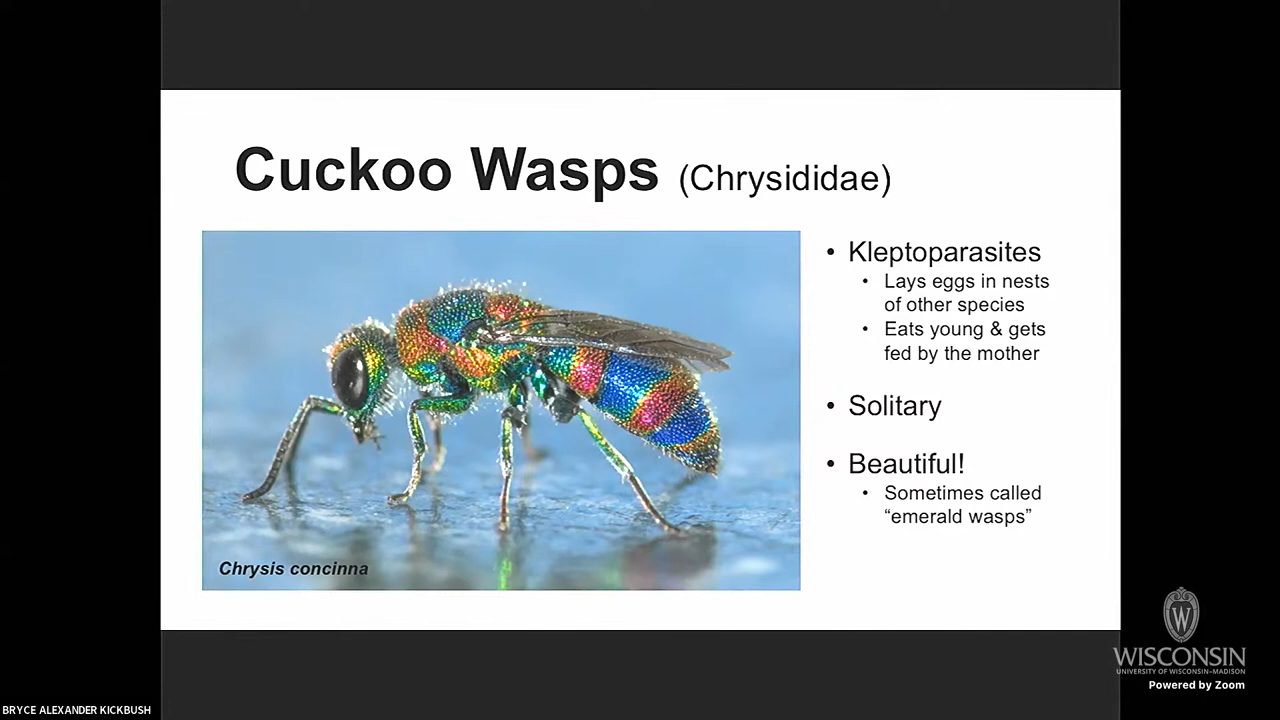 Cuckoo Wasps (Chrysididae)
• Kleptoparasites
• Lays eggs in nests
of other species
• Eats young & gets
fed by the mother
• Solitary
• Beautiful!
• Sometimes called
“emerald wasps”
Chrysis concinna
W
WISCONSIN
UNIVERSITY OF WISCONSIN–MADISON
Powered by Zoom
BRYCE ALEXANDER KICKBUSH